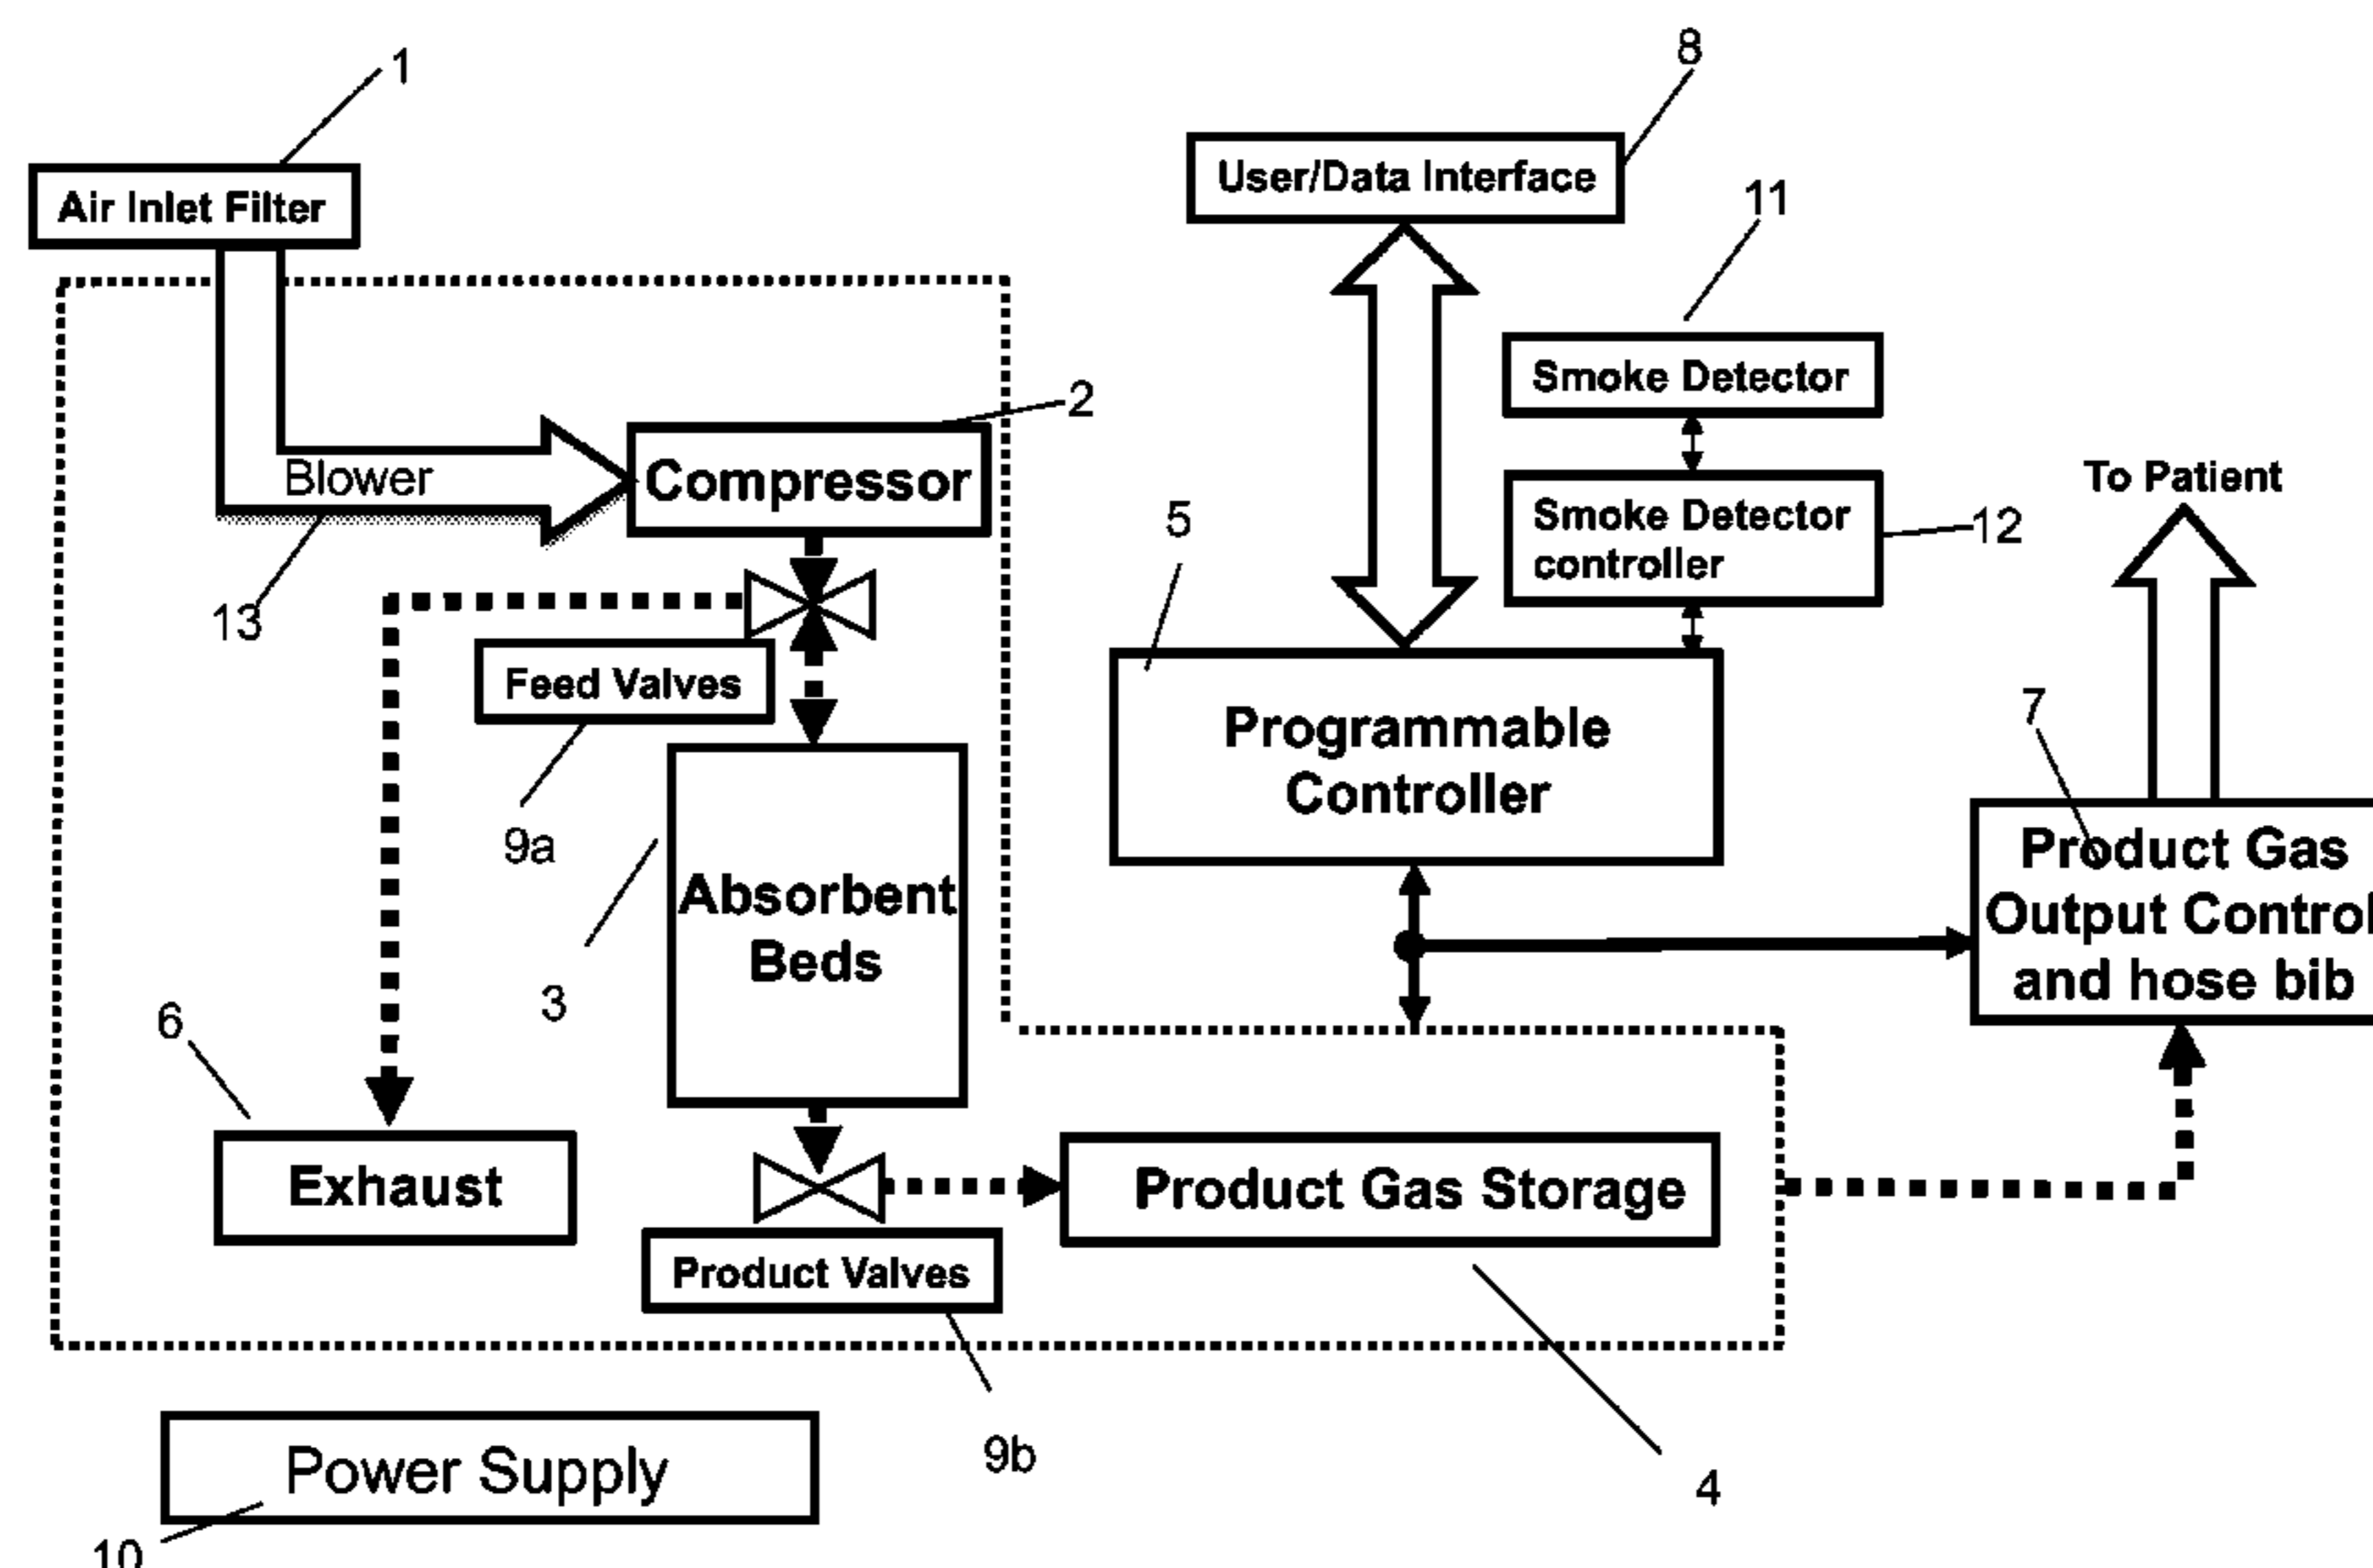 1
8
Air Inlet Filter
User/Data Interface
11
Smoke Detector
2
Blower
Compressor
To Patient
Smoke Detector
controller
12
5
13
Feed Valves
7
Programmable
Controller
9a
Product Gas
Output Control
and hose bib
Absorbent
Beds
3
6
Exhaust
Product Gas Storage
Product Valves
9b
4
Power Supply
10